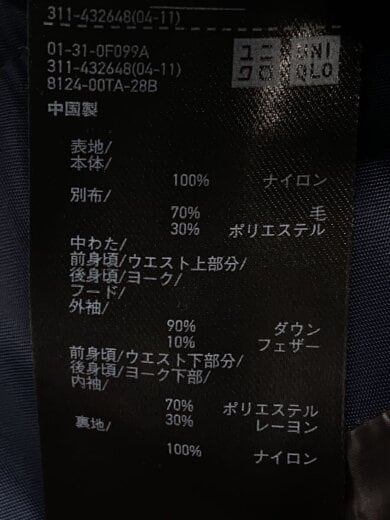 311-432648(04-11)
01-31-0F099A
311-432648(04-11)
8124-00TA-28B
ユニ
クロ
UNI
QLO
中国製
表地/
本体/
100% ナイロン
別布/
70% 毛
30% ポリエステル
中わた/
前身頃/ウエスト上部分/
後身頃/ヨーク/
フード/
外袖/
90% ダウン
10% フェザー
前身頃/ウエスト下部分/
後身頃/ヨーク下部/
内袖/
70% ポリエステル
30% レーヨン
裏地/
100% ナイロン